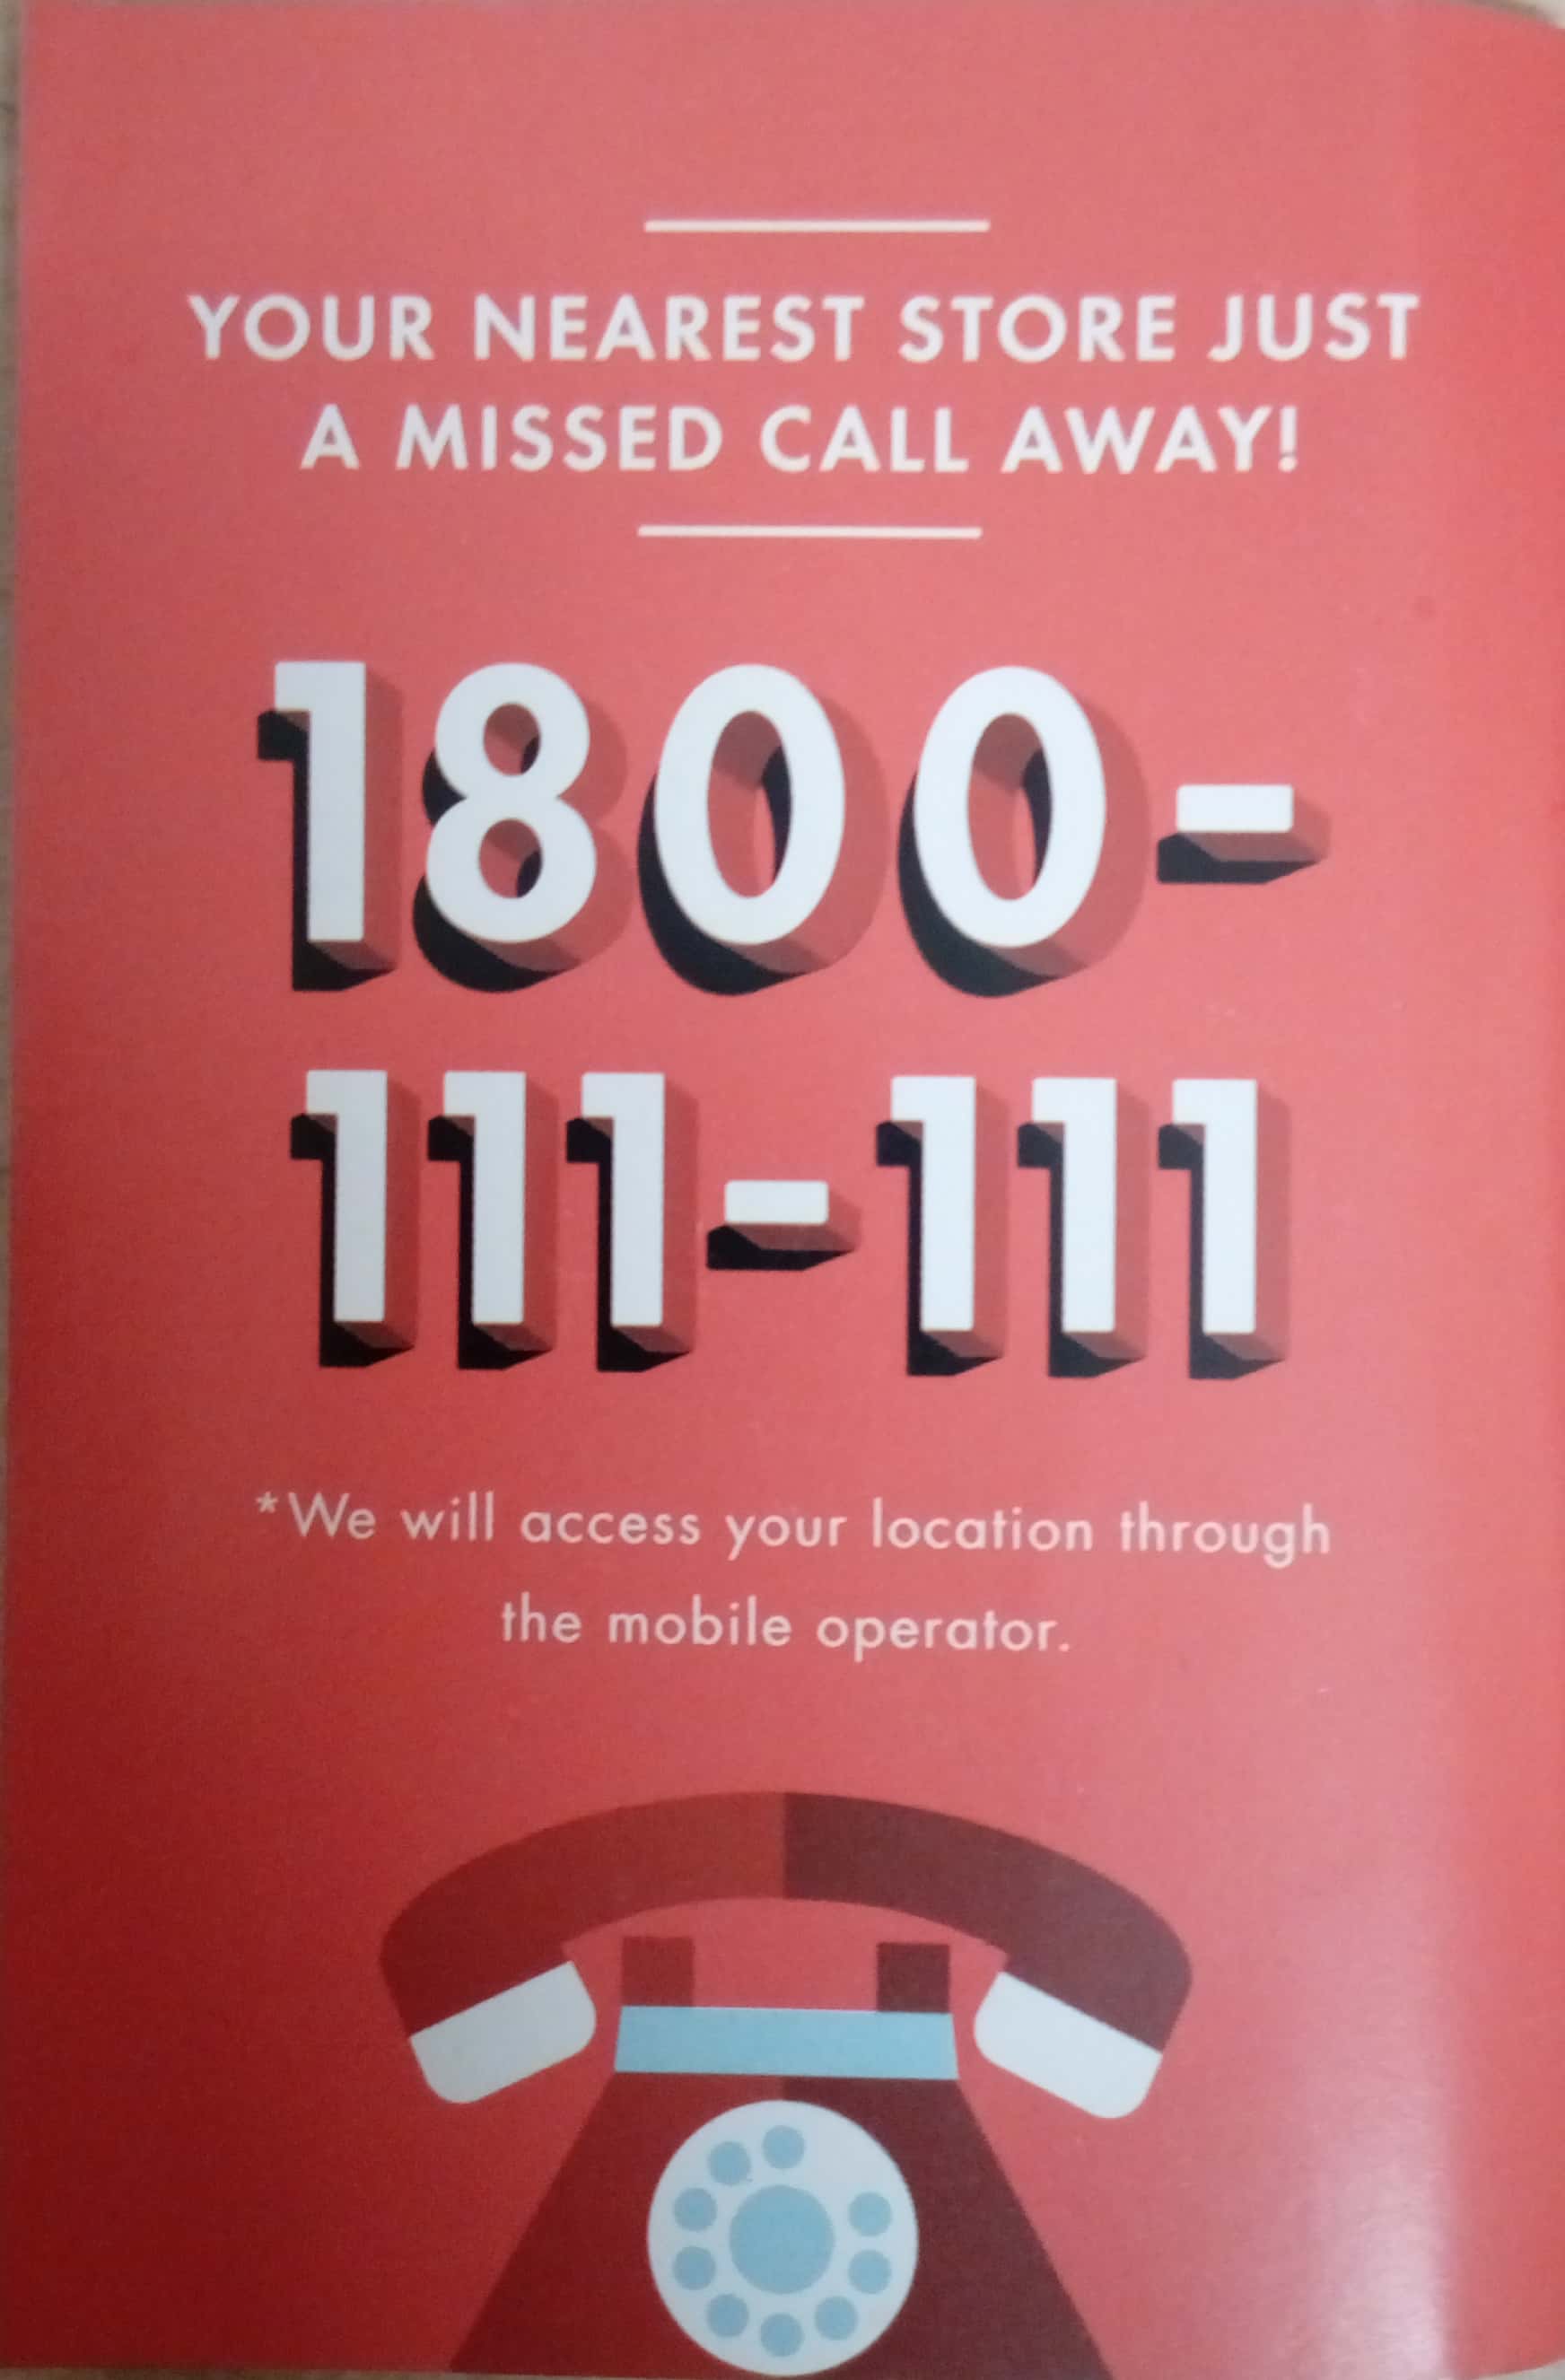 YOUR NEAREST STORE JUST
A MISSED CALL AWAY!
1800-
111-111
*We will access your location through
the mobile operator.